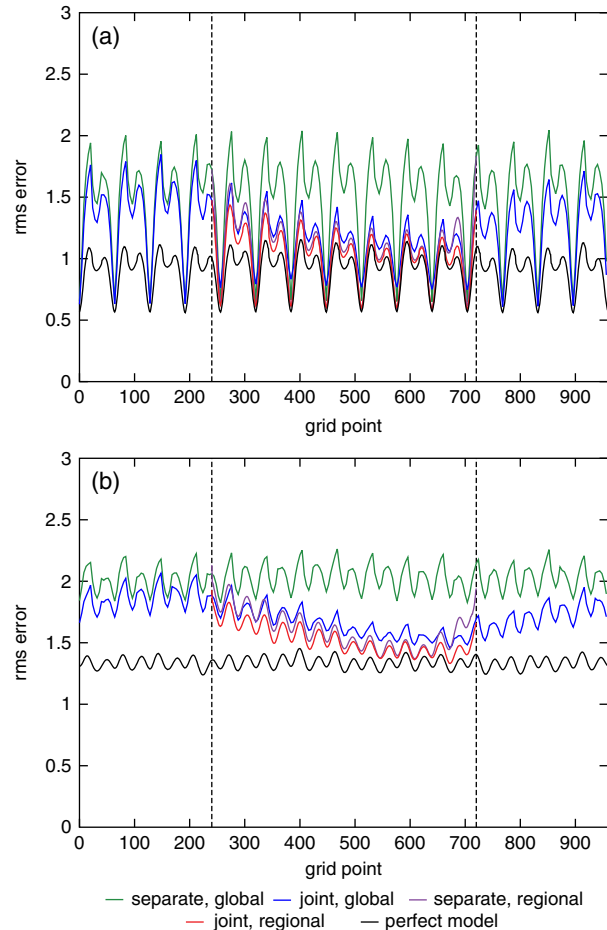 3
(a)
2.5
2
rms error
1.5
1
0.5
0
0 100 200 300 400 500 600 700 800 900
grid point
3
(b)
2.5
2
rms error
1.5
1
0.5
0
0 100 200 300 400 500 600 700 800 900
grid point
separate, global joint, global separate, regional
joint, regional perfect model